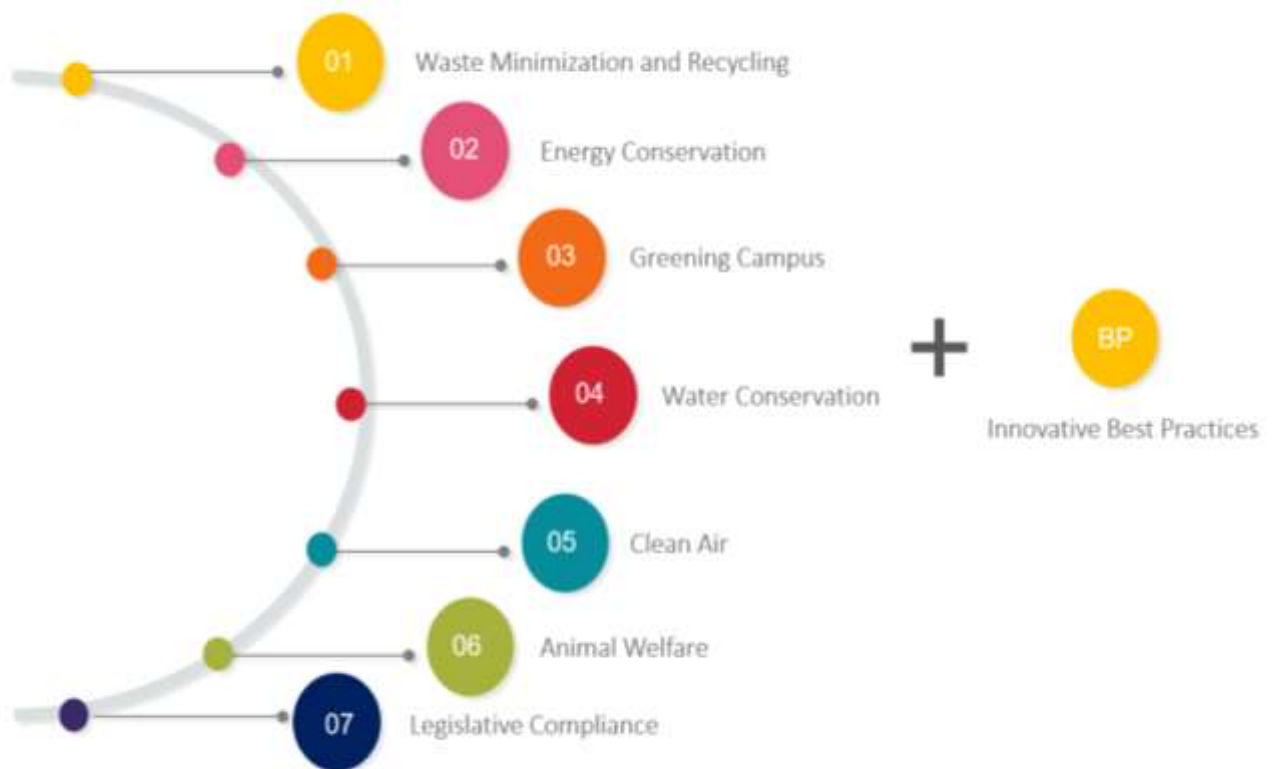 01 Waste Minimization and Recycling
02 Energy Conservation
03 Greening Campus
04 Water Conservation
05 Clean Air
06 Animal Welfare
07 Legislative Compliance
+
BP
Innovative Best Practices